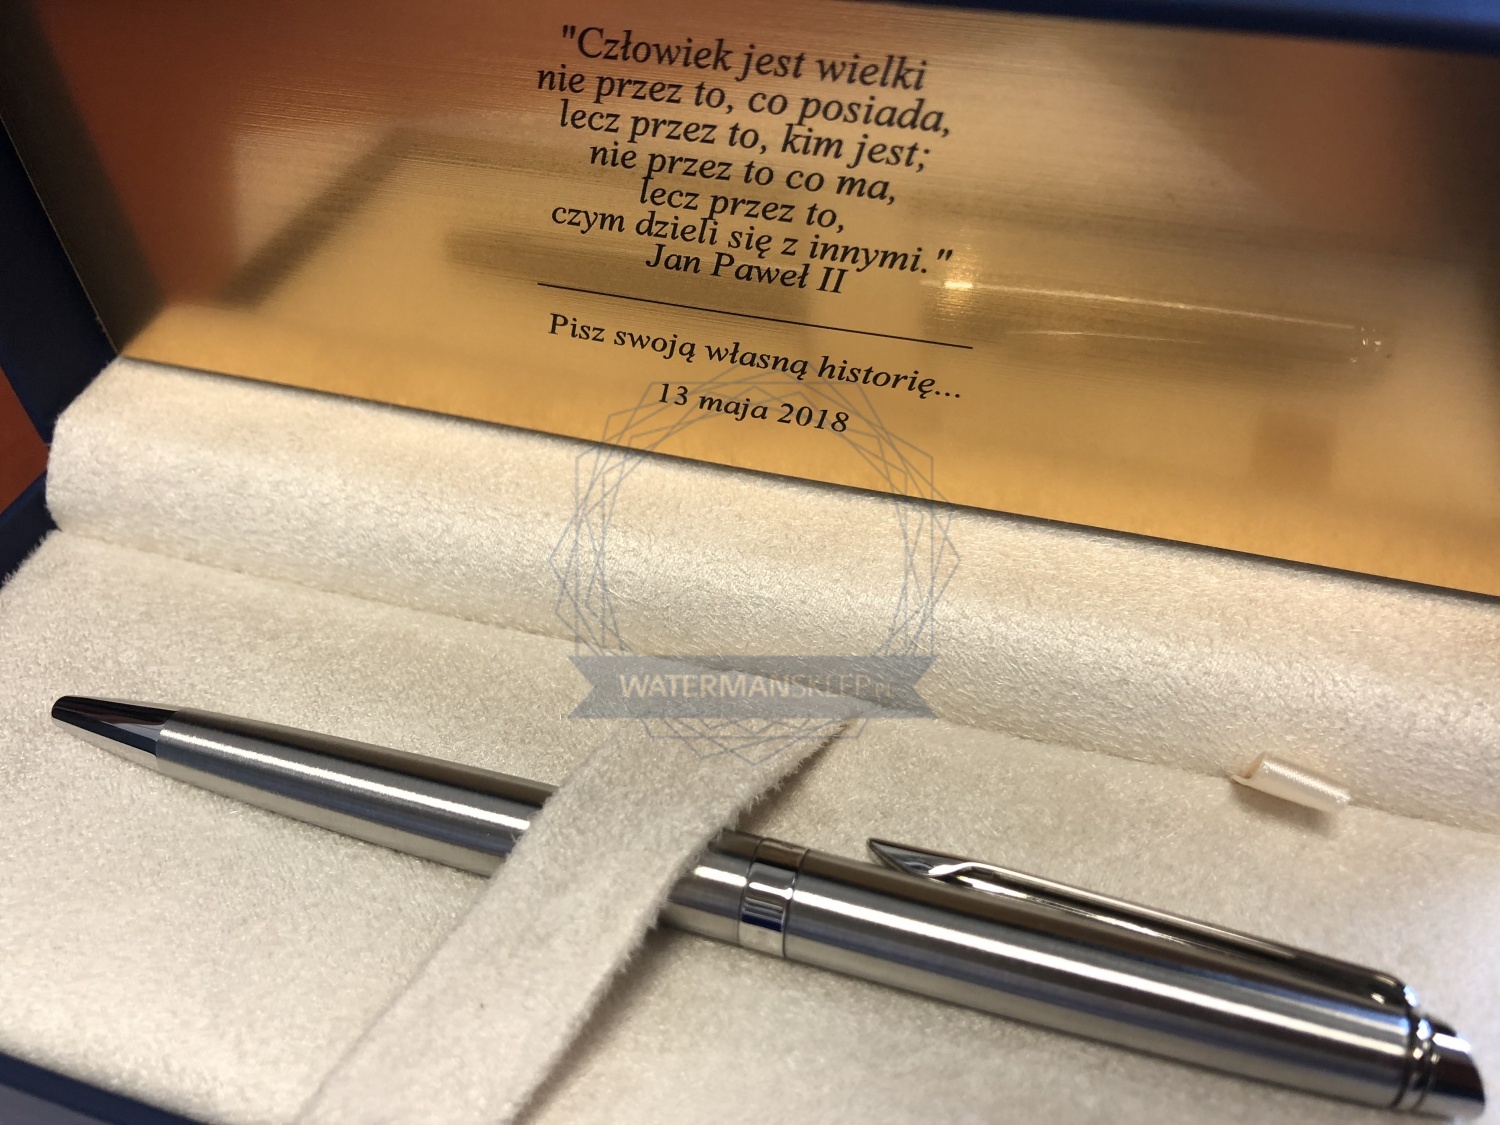 "Człowiek jest wielki
nie przez to, co posiada,
lecz przez to, kim jest;
nie przez to co ma,
lecz przez to,
czym dzieli się z innymi."
Jan Paweł II
Pisz swoją własną historię...
13 maja 2018
WATERMANSKLEP.pl